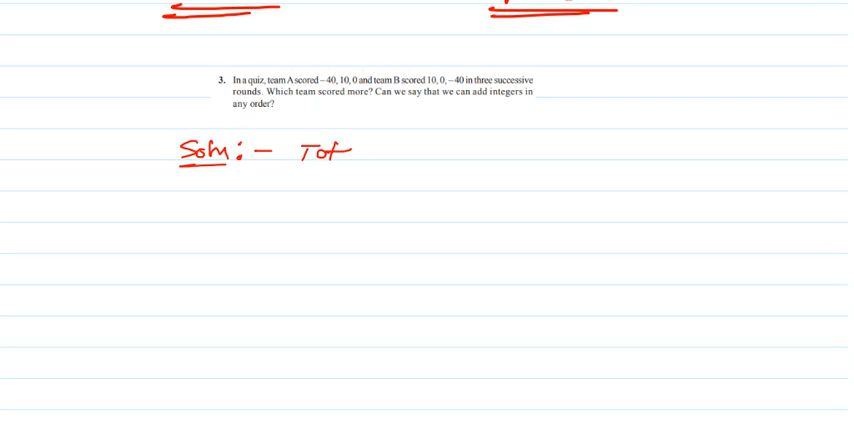 3. In a quiz, team A scored – 40, 10, 0 and team B scored 10, 0, – 40 in three successive
rounds. Which team scored more? Can we say that we can add integers in
any order?
Soln :- Tot